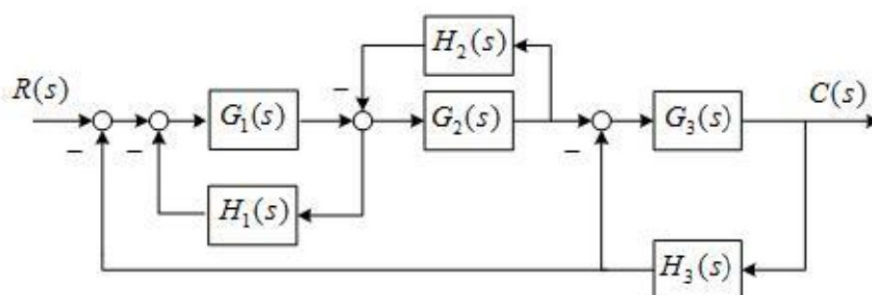 H₂(s)
R(s)
C(s)
−
G₁(s)
G₂(s)
G₃(s)
−
−
−
H₁(s)
H₃(s)